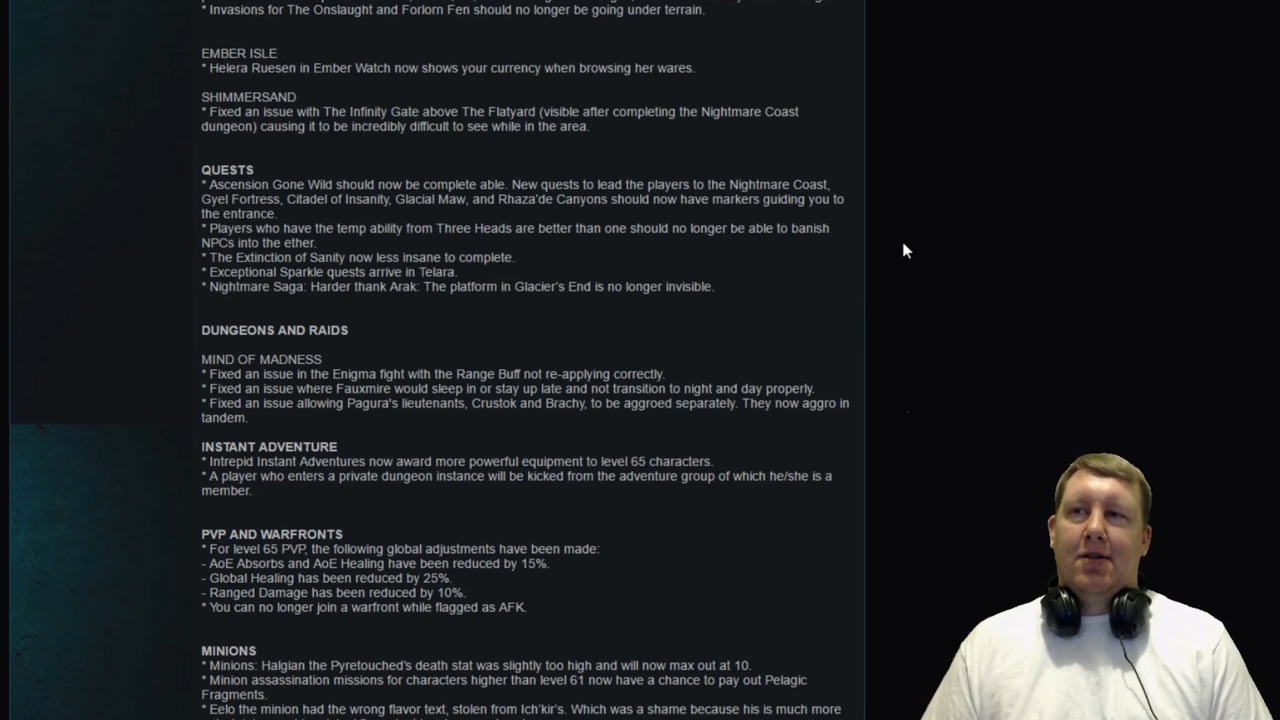 * Invasions for The Onslaught and Forlorn Fen should no longer be going under terrain.
EMBER ISLE
* Helera Ruesen in Ember Watch now shows your currency when browsing her wares.
SHIMMERSAND
* Fixed an issue with The Infinity Gate above The Flatyard (visible after completing the Nightmare Coast
dungeon) causing it to be incredibly difficult to see while in the area.
QUESTS
* Ascension Gone Wild should now be complete able. New quests to lead the players to the Nightmare Coast,
Gyel Fortress, Citadel of Insanity, Glacial Maw, and Rhaza'de Canyons should now have markers guiding you to
the entrance.
* Players who have the temp ability from Three Heads are better than one should no longer be able to banish
NPCs into the ether.
* The Extinction of Sanity now less insane to complete.
* Exceptional Sparkle quests arrive in Telara.
* Nightmare Saga: Harder thank Arak: The platform in Glacier's End is no longer invisible.
DUNGEONS AND RAIDS
MIND OF MADNESS
* Fixed an issue in the Enigma fight with the Range Buff not re-applying correctly.
* Fixed an issue where Fauxmire would sleep in or stay up late and not transition to night and day properly.
* Fixed an issue allowing Pagura's lieutenants, Crustok and Brachy, to be aggroed separately. They now aggro in
tandem.
INSTANT ADVENTURE
* Intrepid Instant Adventures now award more powerful equipment to level 65 characters.
* A player who enters a private dungeon instance will be kicked from the adventure group of which he/she is a
member.
PVP AND WARFRONTS
* For level 65 PVP, the following global adjustments have been made:
- AoE Absorbs and AoE Healing have been reduced by 15%.
- Global Healing has been reduced by 25%.
- Ranged Damage has been reduced by 10%.
* You can no longer join a warfront while flagged as AFK.
MINIONS
* Minions: Halgian the Pyretouched's death stat was slightly too high and will now max out at 10.
* Minion assassination missions for characters higher than level 61 now have a chance to pay out Pelagic
Fragments.
* Eelo the minion had the wrong flavor text, stolen from Ich'kir's. Which was a shame because his is much more